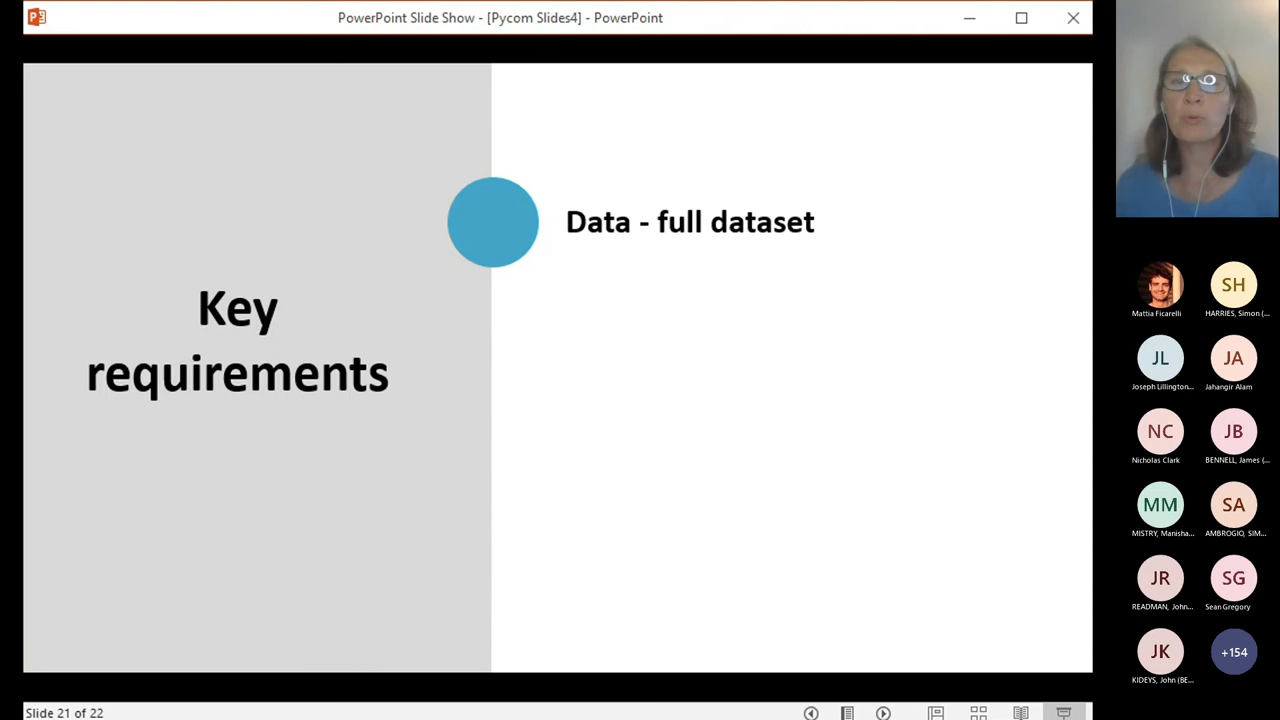 PowerPoint Slide Show - [Pycom Slides4] - PowerPoint
Key
requirements
Data - full dataset
Mattia Ficarelli
SH
HARRIES, Simon (...
JL
Joseph Lillington...
JA
Jahangir Alam
NC
Nicholas Clark
JB
BENNELL, James (...
MM
MISTRY, Manisha...
SA
AMBROGIO, SIM...
JR
READMAN, John...
SG
Sean Gregory
JK
KIDEYS, John (BE...
+154
Slide 21 of 22